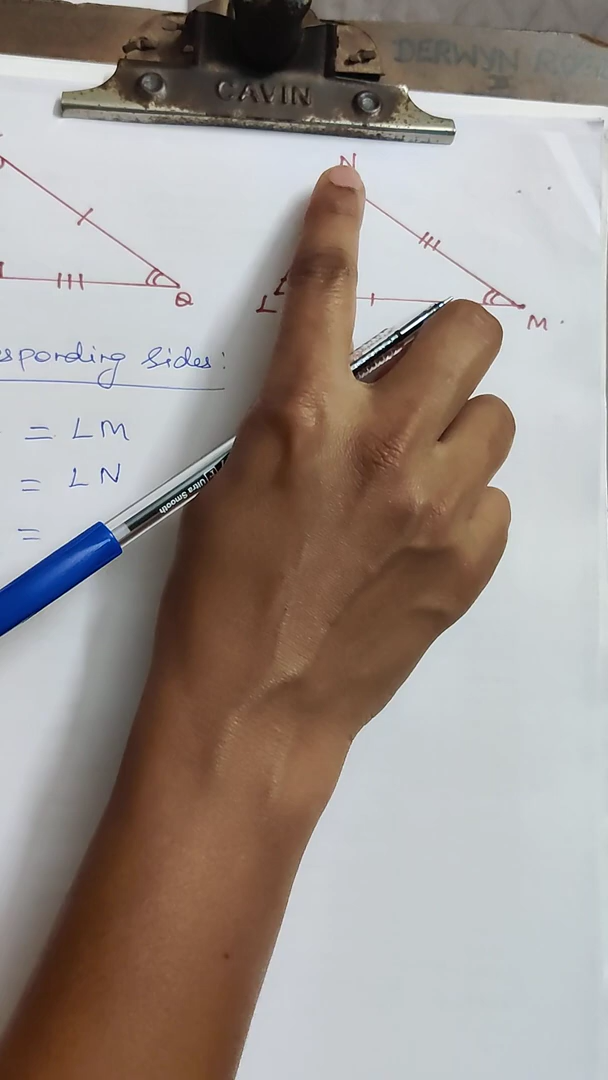 CAVIN
DERWYN
N
Q
L
M.
sponding sides:
= LM
= LN
=
Ultra Smooth